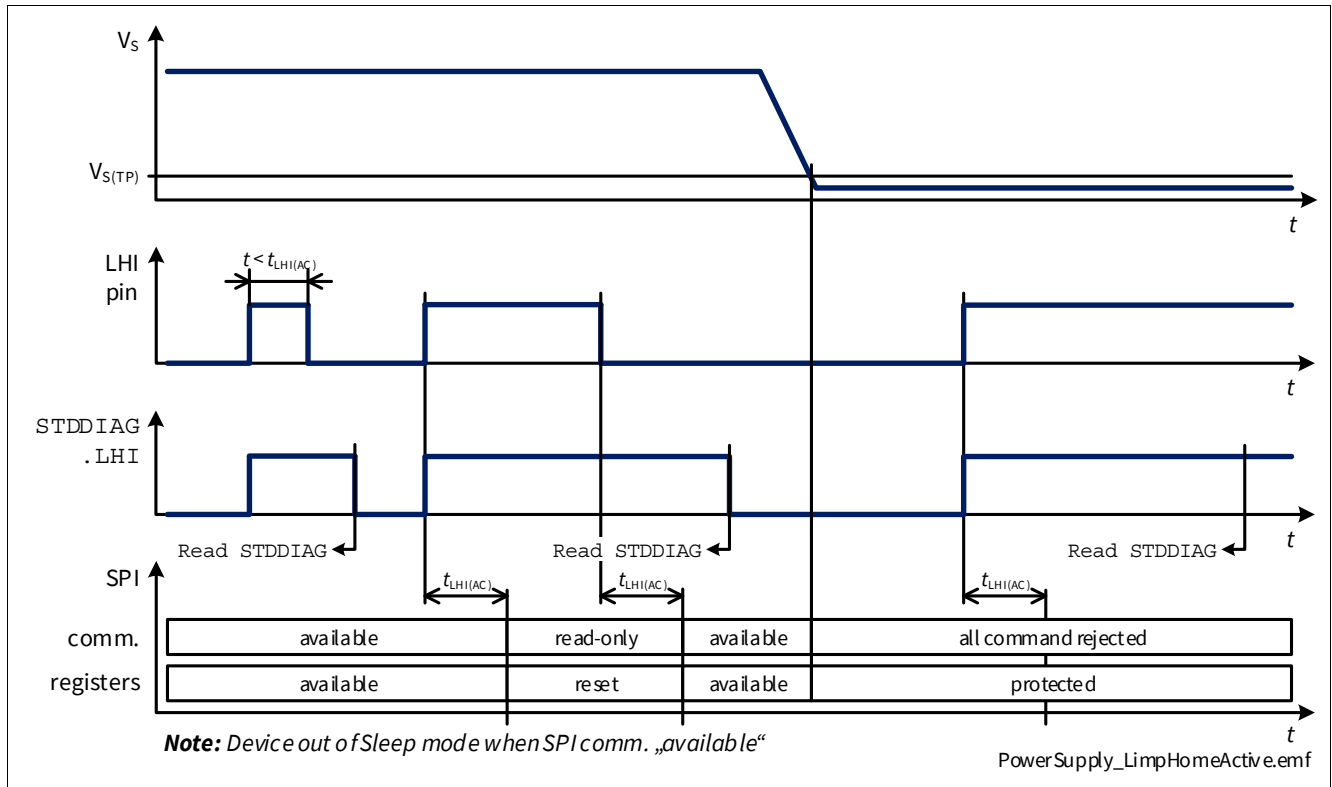 VS
VS(TP)
t
LHI
pin
t < tLHI(AC)
t
STDDIAG
.LHI
Read STDDIAG
Read STDDIAG
Read STDDIAG
t
SPI
tLHI(AC)
tLHI(AC)
tLHI(AC)
comm.
available
read-only
available
all command rejected
registers
available
reset
available
protected
t
Note: Device out of Sleep mode when SPI comm. „available“
PowerSupply_LimpHomeActive.emf